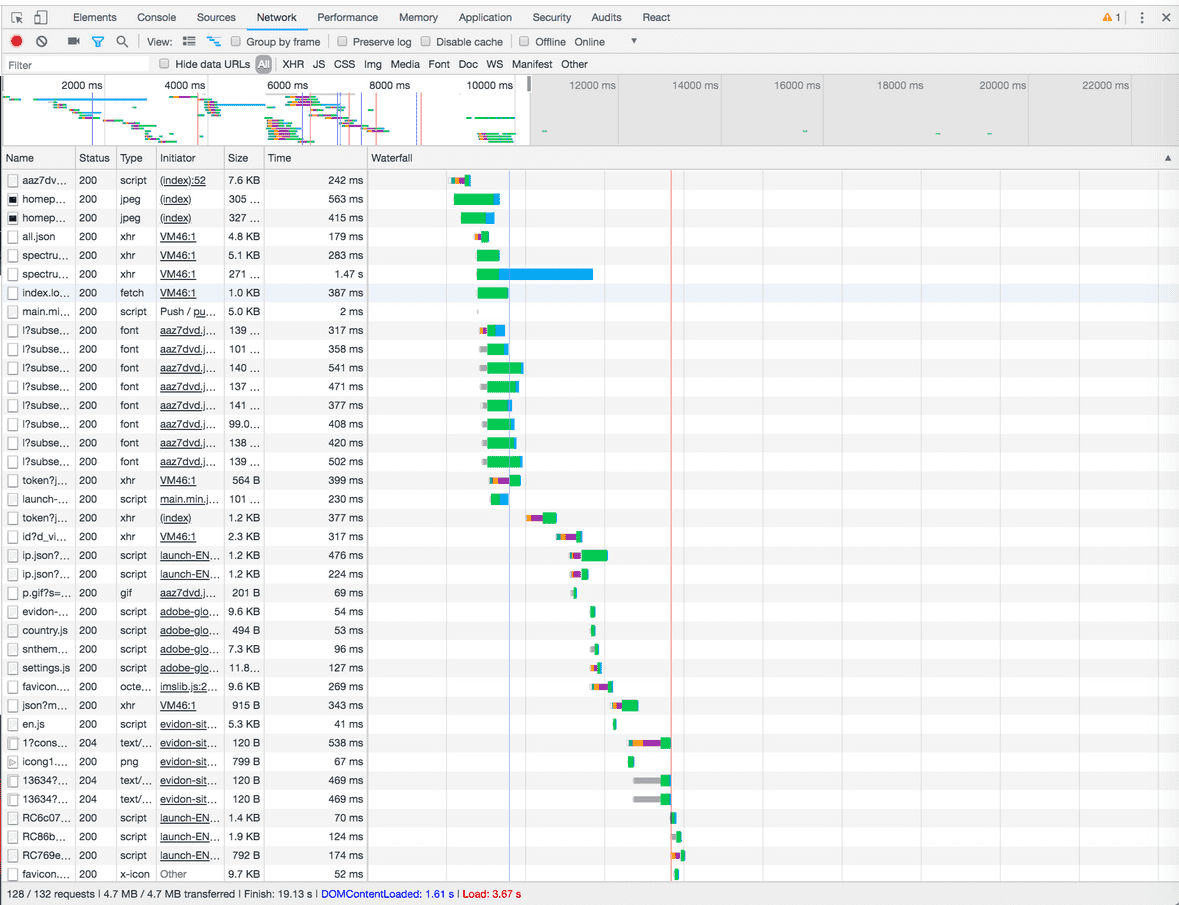 Elements Console Sources Network Performance Memory Application Security Audits React 1
View: Group by frame Preserve log Disable cache Offline Online
Filter Hide data URLs All XHR JS CSS Img Media Font Doc WS Manifest Other
2000 ms 4000 ms 6000 ms 8000 ms 10000 ms 12000 ms 14000 ms 16000 ms 18000 ms 20000 ms 22000 ms
Name Status Type Initiator Size Time Waterfall
aaz7dv... 200 script (index):52 7.6 KB 242 ms
homep... 200 jpeg (index) 305 ... 563 ms
homep... 200 jpeg (index) 327 ... 415 ms
all.json 200 xhr VM46:1 4.8 KB 179 ms
spectru... 200 xhr VM46:1 5.1 KB 283 ms
spectru... 200 xhr VM46:1 271 ... 1.47 s
index.lo... 200 fetch VM46:1 1.0 KB 387 ms
main.mi... 200 script Push / pu... 5.0 KB 2 ms
l?subse... 200 font aaz7dvd.j... 139 ... 317 ms
l?subse... 200 font aaz7dvd.j... 101 ... 358 ms
l?subse... 200 font aaz7dvd.j... 140 ... 541 ms
l?subse... 200 font aaz7dvd.j... 137 ... 471 ms
l?subse... 200 font aaz7dvd.j... 141 ... 377 ms
l?subse... 200 font aaz7dvd.j... 99.0... 408 ms
l?subse... 200 font aaz7dvd.j... 138 ... 420 ms
l?subse... 200 font aaz7dvd.j... 139 ... 502 ms
token?j... 200 xhr VM46:1 564 B 399 ms
launch-... 200 script main.min.j... 101 ... 230 ms
token?j... 200 xhr (index) 1.2 KB 377 ms
id?d_vi... 200 xhr VM46:1 2.3 KB 317 ms
ip.json?... 200 script launch-EN... 1.2 KB 476 ms
ip.json?... 200 script launch-EN... 1.2 KB 224 ms
p.gif?s=... 200 gif aaz7dvd.j... 201 B 69 ms
evidon-... 200 script adobe-glo... 9.6 KB 54 ms
country.js 200 script adobe-glo... 494 B 53 ms
snthem... 200 script adobe-glo... 7.3 KB 96 ms
settings.js 200 script adobe-glo... 11.8... 127 ms
favicon.... 200 octe... imslib.js:2... 9.6 KB 269 ms
json?m... 200 xhr VM46:1 915 B 343 ms
en.js 200 script evidon-sit... 5.3 KB 41 ms
1?cons... 204 text/... evidon-sit... 120 B 538 ms
icong1.... 200 png evidon-sit... 799 B 67 ms
13634?... 204 text/... evidon-sit... 120 B 469 ms
13634?... 204 text/... evidon-sit... 120 B 469 ms
RC6c07... 200 script launch-EN... 1.4 KB 70 ms
RC86b... 200 script launch-EN... 1.9 KB 124 ms
RC769e... 200 script launch-EN... 792 B 174 ms
favicon.... 200 x-icon Other 9.7 KB 52 ms
128 / 132 requests | 4.7 MB / 4.7 MB transferred | Finish: 19.13 s | DOMContentLoaded: 1.61 s | Load: 3.67 s